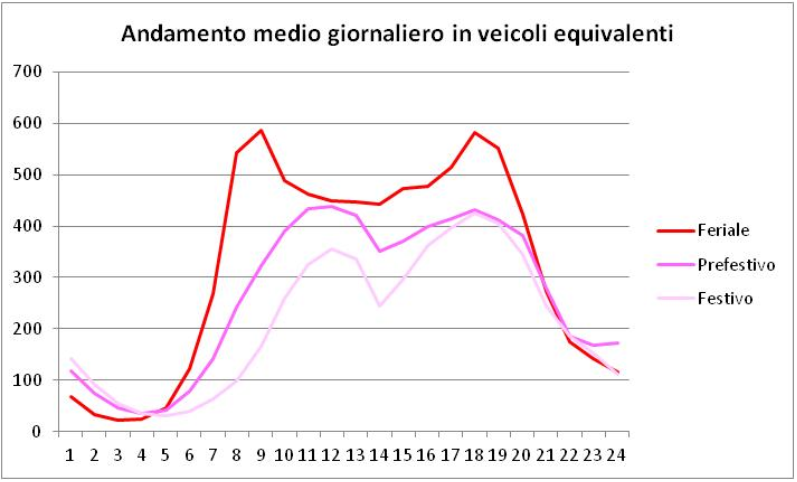 Andamento medio giornaliero in veicoli equivalenti
700
600
500
400
300
200
100
0
1 2 3 4 5 6 7 8 9 10 11 12 13 14 15 16 17 18 19 20 21 22 23 24
Feriale
Prefestivo
Festivo